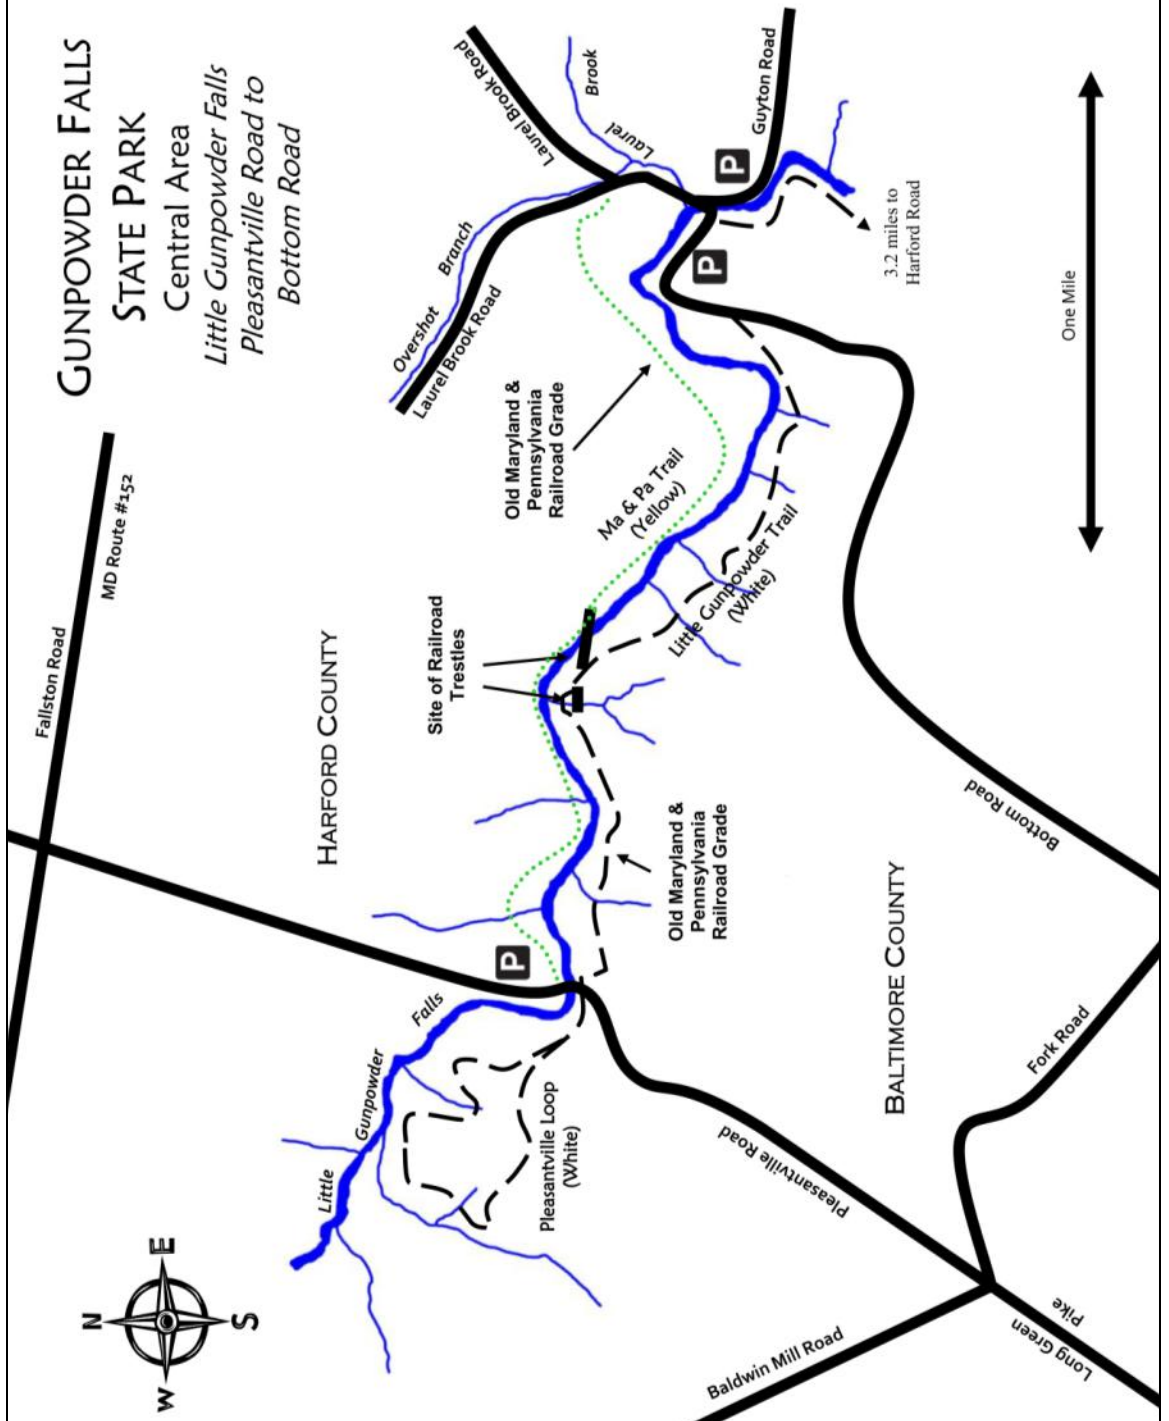 GUNPOWDER FALLS
STATE PARK
Central Area
Little Gunpowder Falls
Pleasantville Road to
Bottom Road
Fallston Road
MD Route #152
HARFORD COUNTY
Overshot
Branch
Laurel Brook Road
Laurel Brook Road
Laurel
Brook
Guyton Road
P
P
3.2 miles to
Harford Road
Old Maryland &
Pennsylvania
Railroad Grade
Ma & Pa Trail
(Yellow)
Site of Railroad
Trestles
Little Gunpowder Trail
(White)
P
Old Maryland &
Pennsylvania
Railroad Grade
Little
Gunpowder
Falls
Pleasantville Loop
(White)
N
E
S
W
BALTIMORE COUNTY
Pleasantville Road
Bottom Road
Fork Road
Baldwin Mill Road
Long Green
Pike
One Mile